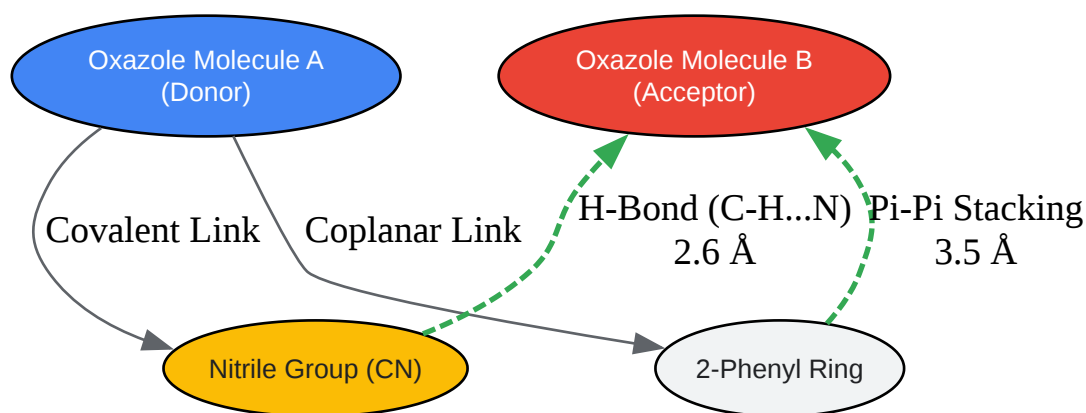 Oxazole Molecule A
(Donor)
Oxazole Molecule B
(Acceptor)
Covalent Link
Coplanar Link
H-Bond (C-H...N)
2.6 Å
Pi-Pi Stacking
3.5 Å
Nitrile Group (CN)
2-Phenyl Ring